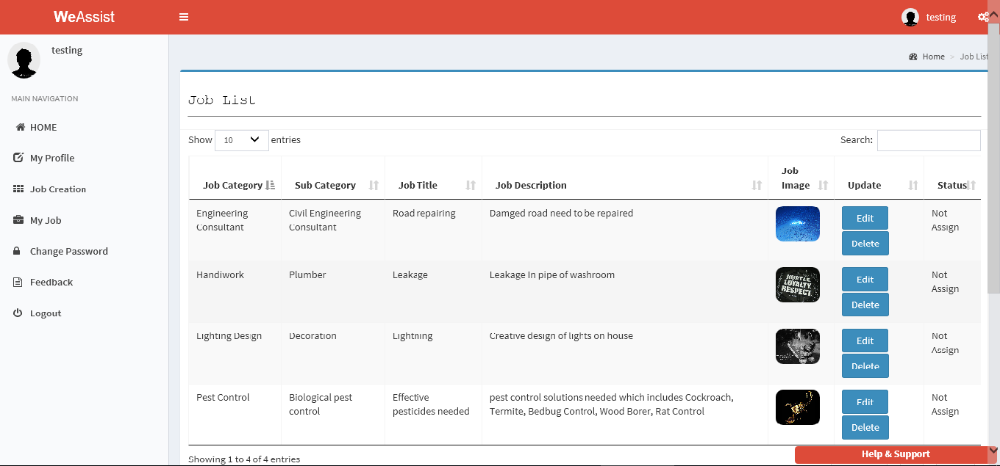 WeAssist
testing
testing
Home > Job List
MAIN NAVIGATION
HOME
My Profile
Job Creation
My Job
Change Password
Feedback
Logout
Job List
Show 10 entries
Search:
Job Category Sub Category Job Title Job Description Job Image Update Status
Engineering Civil Engineering Road repairing Damged road need to be repaired Edit Not
Consultant Consultant Delete Assign
Handiwork Plumber Leakage Leakage In pipe of washroom HUSTLE Edit Not
LOYALTY Delete Assign
RESPECT
Lighting Design Decoration Lightning Creative design of lights on house Edit Not
Delete Assign
Pest Control Biological pest Effective pest control solutions needed which includes Cockroach, Edit Not
control pesticides needed Termite, Bedbug Control, Wood Borer, Rat Control Delete Assign
Showing 1 to 4 of 4 entries
Help & Support